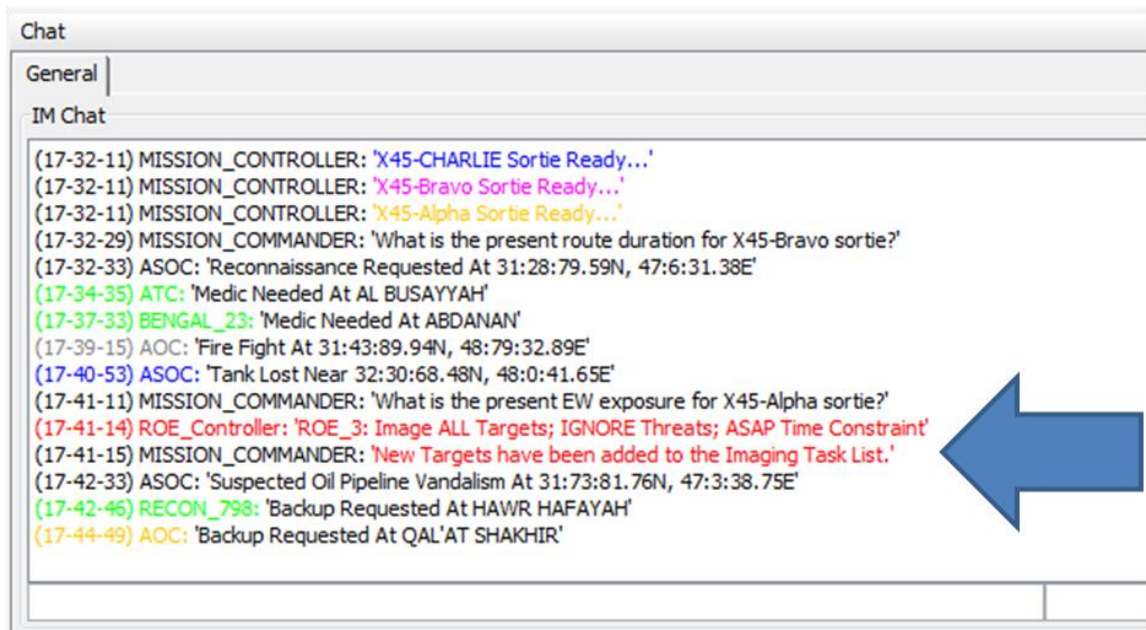 Chat
General
IM Chat
(17-32-11) MISSION_CONTROLLER: 'X45-CHARLIE Sortie Ready...'
(17-32-11) MISSION_CONTROLLER: 'X45-Bravo Sortie Ready...'
(17-32-11) MISSION_CONTROLLER: 'X45-Alpha Sortie Ready...'
(17-32-29) MISSION_COMMANDER: 'What is the present route duration for X45-Bravo sortie?'
(17-32-33) ASOC: 'Reconnaissance Requested At 31:28:79.59N, 47:6:31.38E'
(17-34-35) ATC: 'Medic Needed At AL BUSAYYAH'
(17-37-33) BENGAL_23: 'Medic Needed At ABDANAN'
(17-39-15) AOC: 'Fire Fight At 31:43:89.94N, 48:79:32.89E'
(17-40-53) ASOC: 'Tank Lost Near 32:30:68.48N, 48:0:41.65E'
(17-41-11) MISSION_COMMANDER: 'What is the present EW exposure for X45-Alpha sortie?'
(17-41-14) ROE_Controller: 'ROE_3: Image ALL Targets; IGNORE Threats; ASAP Time Constraint'
(17-41-15) MISSION_COMMANDER: 'New Targets have been added to the Imaging Task List.'
(17-42-33) ASOC: 'Suspected Oil Pipeline Vandalism At 31:73:81.76N, 47:3:38.75E'
(17-42-46) RECON_798: 'Backup Requested At HAWR HAFAYAH'
(17-44-49) AOC: 'Backup Requested At QAL'AT SHAKHIR'